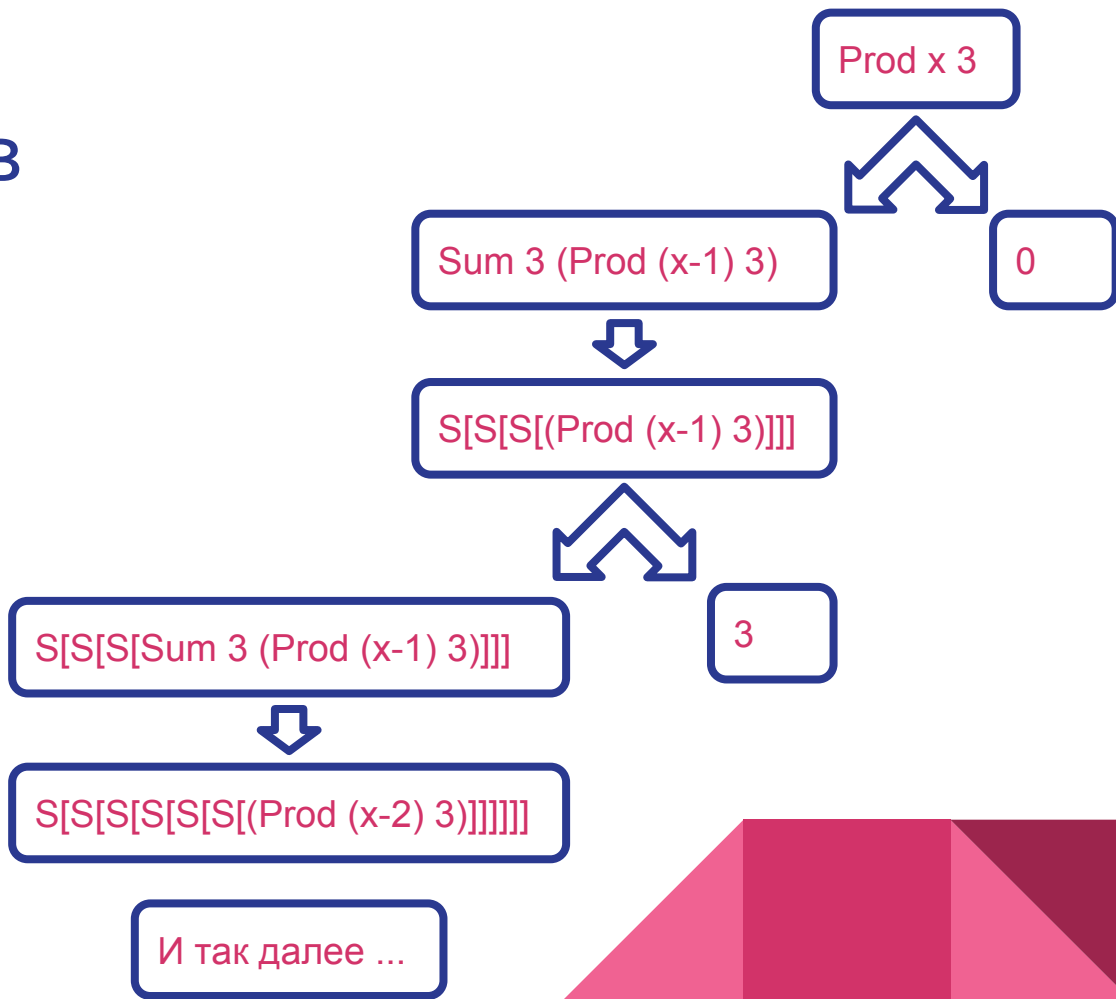 в
Prod x 3
Sum 3 (Prod (x-1) 3)
0
S[S[S[(Prod (x-1) 3)]]]
S[S[S[Sum 3 (Prod (x-1) 3)]]]
3
S[S[S[S[S[S[(Prod (x-2) 3)]]]]]]
И так далее ...